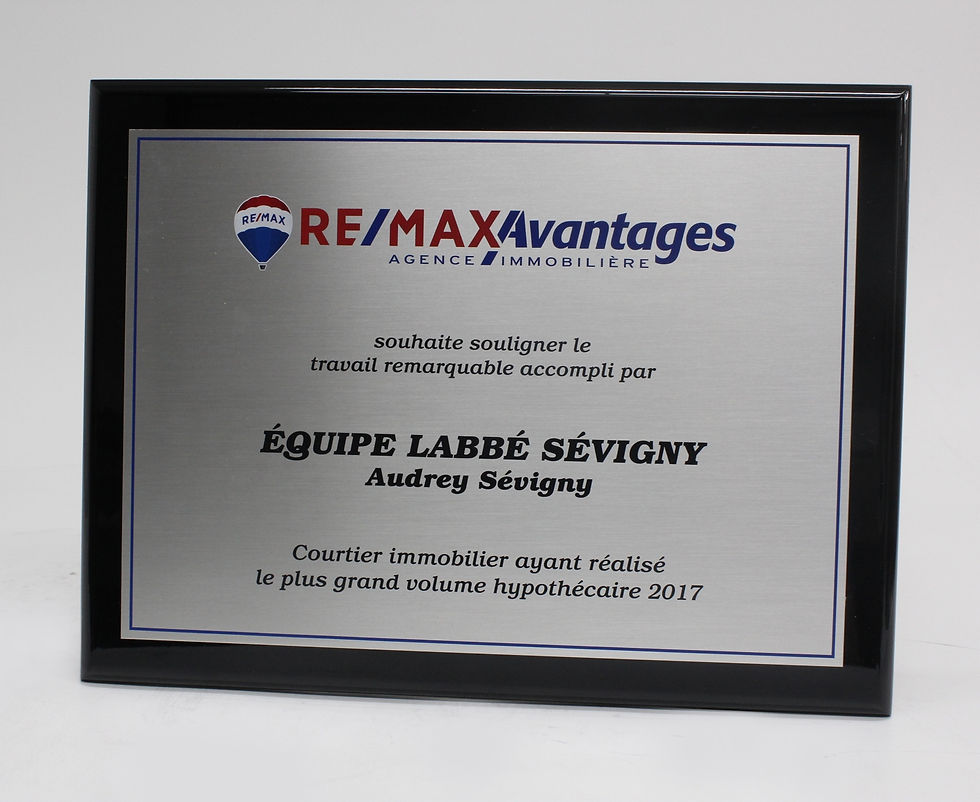 RE/MAX
RE/MAX Avantages
AGENCE IMMOBILIÈRE
souhaite souligner le
travail remarquable accompli par
ÉQUIPE LABBÉ SÉVIGNY
Audrey Sévigny
Courtier immobilier ayant réalisé
le plus grand volume hypothécaire 2017